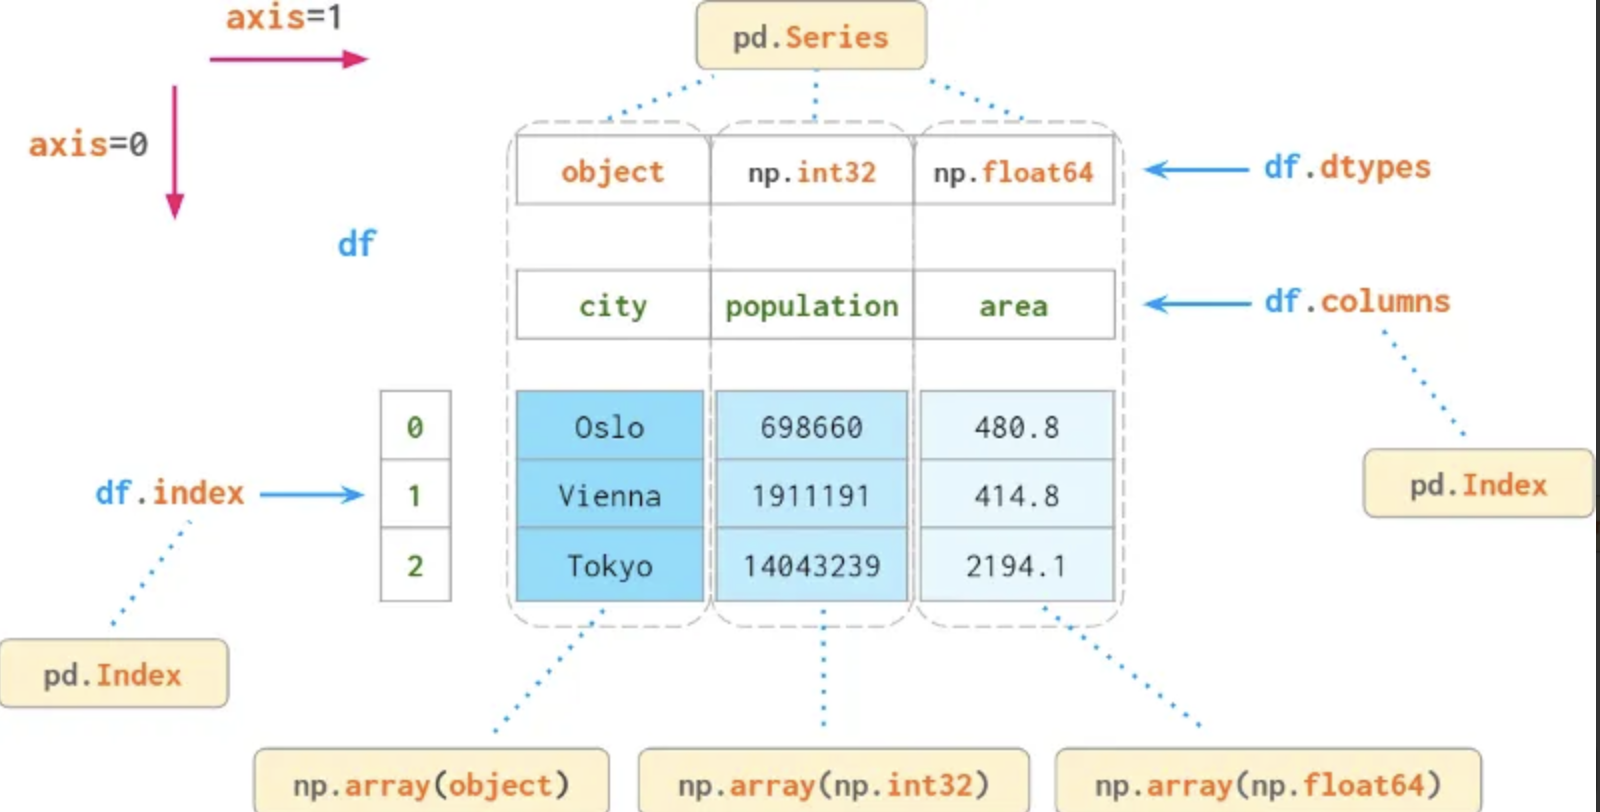 axis=1
pd.Series
axis=0
object np.int32 np.float64
df.dtypes
df
city population area
df.columns
0 Oslo 698660 480.8
pd.Index
df.index
1 Vienna 1911191 414.8
2 Tokyo 14043239 2194.1
pd.Index
np.array(object) np.array(np.int32) np.array(np.float64)